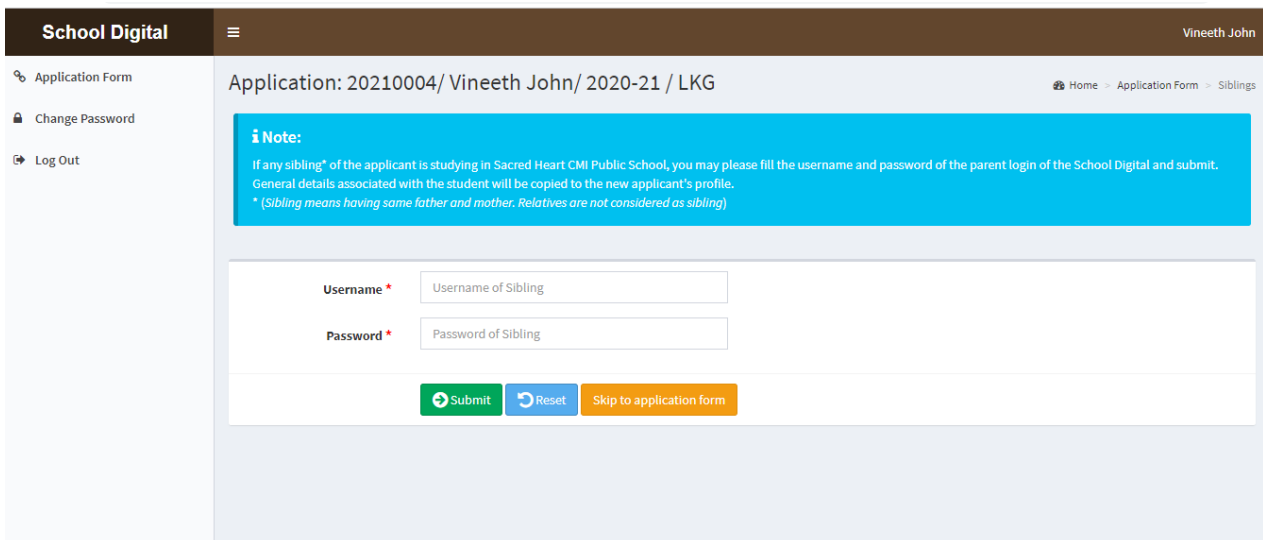 School Digital
Vineeth John
Application Form
Change Password
Log Out
Application: 20210004/ Vineeth John/ 2020-21 / LKG
Home > Application Form > Siblings
Note:
If any sibling* of the applicant is studying in Sacred Heart CMI Public School, you may please fill the username and password of the parent login of the School Digital and submit.
General details associated with the student will be copied to the new applicant's profile.
* (Sibling means having same father and mother. Relatives are not considered as sibling)
Username *
Username of Sibling
Password *
Password of Sibling
Submit
Reset
Skip to application form